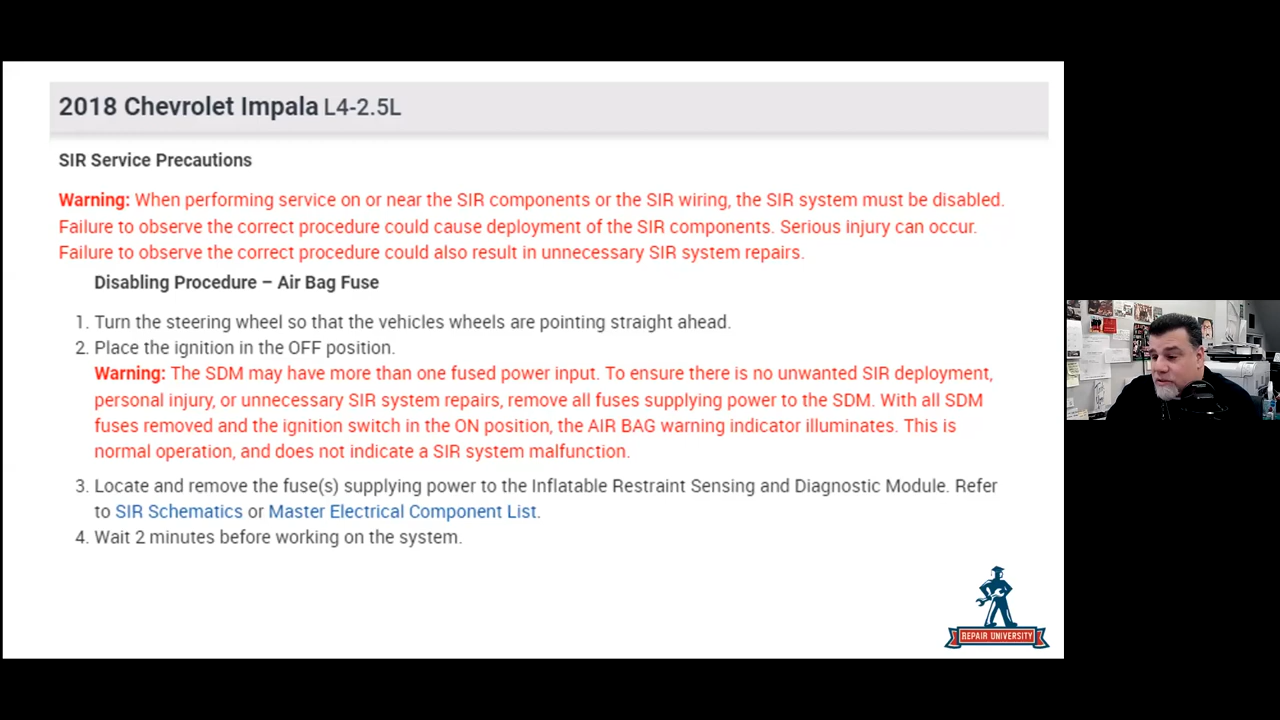 2018 Chevrolet Impala L4-2.5L
SIR Service Precautions
Warning: When performing service on or near the SIR components or the SIR wiring, the SIR system must be disabled.
Failure to observe the correct procedure could cause deployment of the SIR components. Serious injury can occur.
Failure to observe the correct procedure could also result in unnecessary SIR system repairs.
Disabling Procedure – Air Bag Fuse
1. Turn the steering wheel so that the vehicles wheels are pointing straight ahead.
2. Place the ignition in the OFF position.
Warning: The SDM may have more than one fused power input. To ensure there is no unwanted SIR deployment,
personal injury, or unnecessary SIR system repairs, remove all fuses supplying power to the SDM. With all SDM
fuses removed and the ignition switch in the ON position, the AIR BAG warning indicator illuminates. This is
normal operation, and does not indicate a SIR system malfunction.
3. Locate and remove the fuse(s) supplying power to the Inflatable Restraint Sensing and Diagnostic Module. Refer
to SIR Schematics or Master Electrical Component List.
4. Wait 2 minutes before working on the system.
REPAIR UNIVERSITY